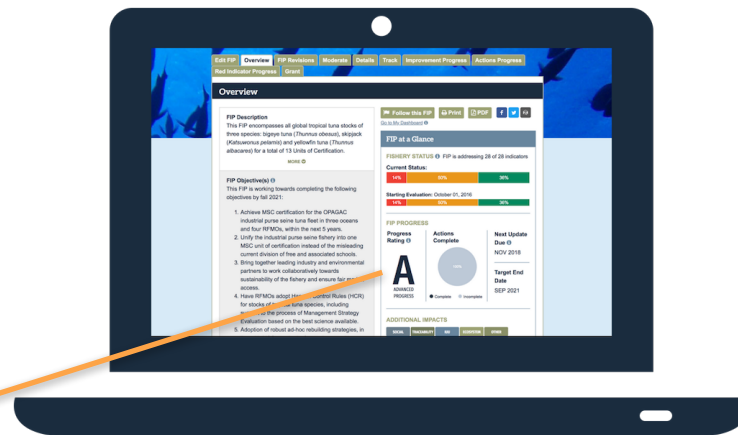 Edit FIP Overview FIP Revisions Moderate Details Track Improvement Progress Actions Progress
Red Indicator Progress Grant
Overview
FIP Description
This FIP encompasses all global tropical tuna stocks of
three species: bigeye tuna (Thunnus obesus), skipjack
(Katsuwonus pelamis) and yellowfin tuna (Thunnus
albacares) for a total of 13 Units of Certification.
MORE
FIP Objective(s)
This FIP is working towards completing the following
objectives by fall 2021:
1. Achieve MSC certification for the OPAGAC
industrial purse seine tuna fleet in three oceans
and four RFMOs, within the next 5 years.
2. Unify the industrial purse seine fishery into one
MSC unit of certification instead of the misleading
current division of free and associated schools.
3. Bring together leading industry and environmental
partners to work collaboratively towards
sustainability of the fishery and ensure fair
access.
4. Have RFMOs adopt Control Rules (HCR)
for stocks of tuna species, including
the process of Management Strategy
Evaluation based on the best science available.
5. Adoption of robust ad-hoc rebuilding strategies, in
Follow this FIP Print PDF
Go to My Dashboard
FIP at a Glance
FISHERY STATUS FIP is addressing 28 of 28 indicators
Current Status:
14% 50% 36%
Starting Evaluation: October 01, 2016
14% 50% 36%
FIP PROGRESS
Progress
Rating
A
ADVANCED
PROGRESS
Actions
Complete
Complete Incomplete
Next Update
Due
NOV 2018
Target End
Date
SEP 2021
ADDITIONAL IMPACTS
SOCIAL TRACEABILITY ECOSYSTEM